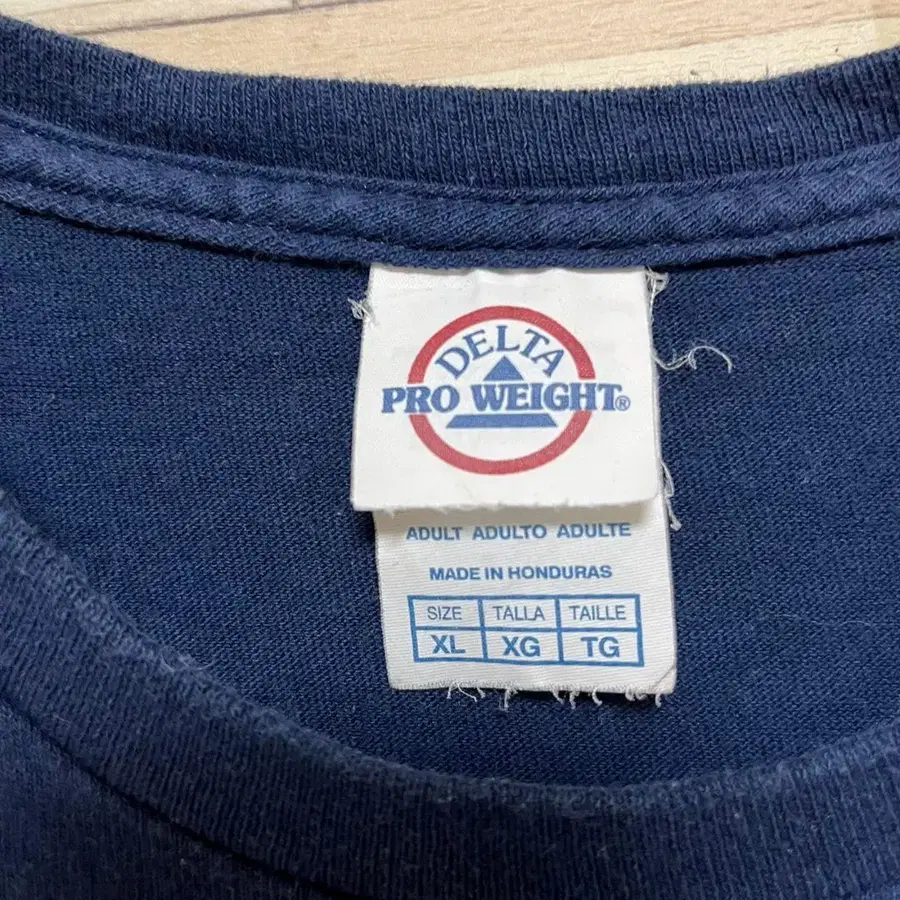 DELTA
PRO WEIGHT®
ADULT ADULTO ADULTE
MADE IN HONDURAS
SIZE TALLA TAILLE
XL XG TG